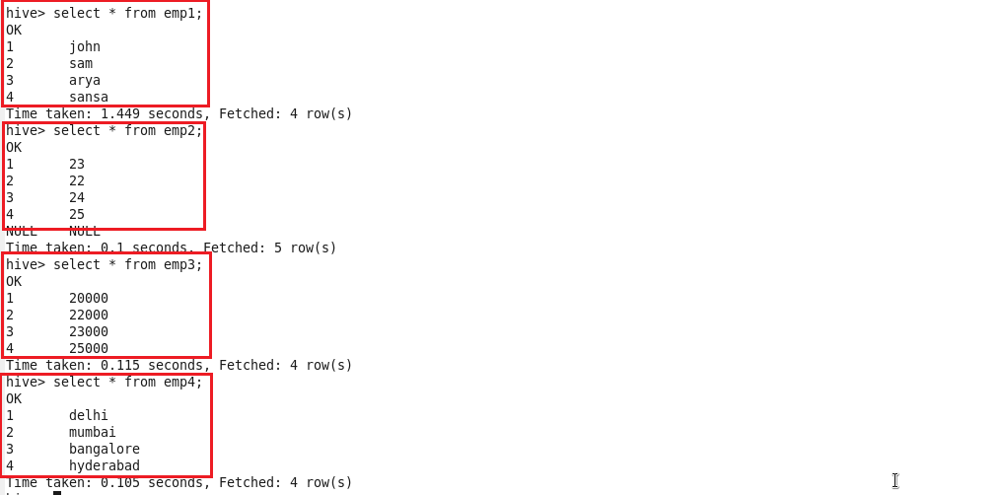 hive> select * from emp1;
OK
1 john
2 sam
3 arya
4 sansa
Time taken: 1.449 seconds, Fetched: 4 row(s)
hive> select * from emp2;
OK
1 23
2 22
3 24
4 25
NULL NULL
Time taken: 0.1 seconds, Fetched: 5 row(s)
hive> select * from emp3;
OK
1 20000
2 22000
3 23000
4 25000
Time taken: 0.115 seconds, Fetched: 4 row(s)
hive> select * from emp4;
OK
1 delhi
2 mumbai
3 bangalore
4 hyderabad
Time taken: 0.105 seconds, Fetched: 4 row(s)